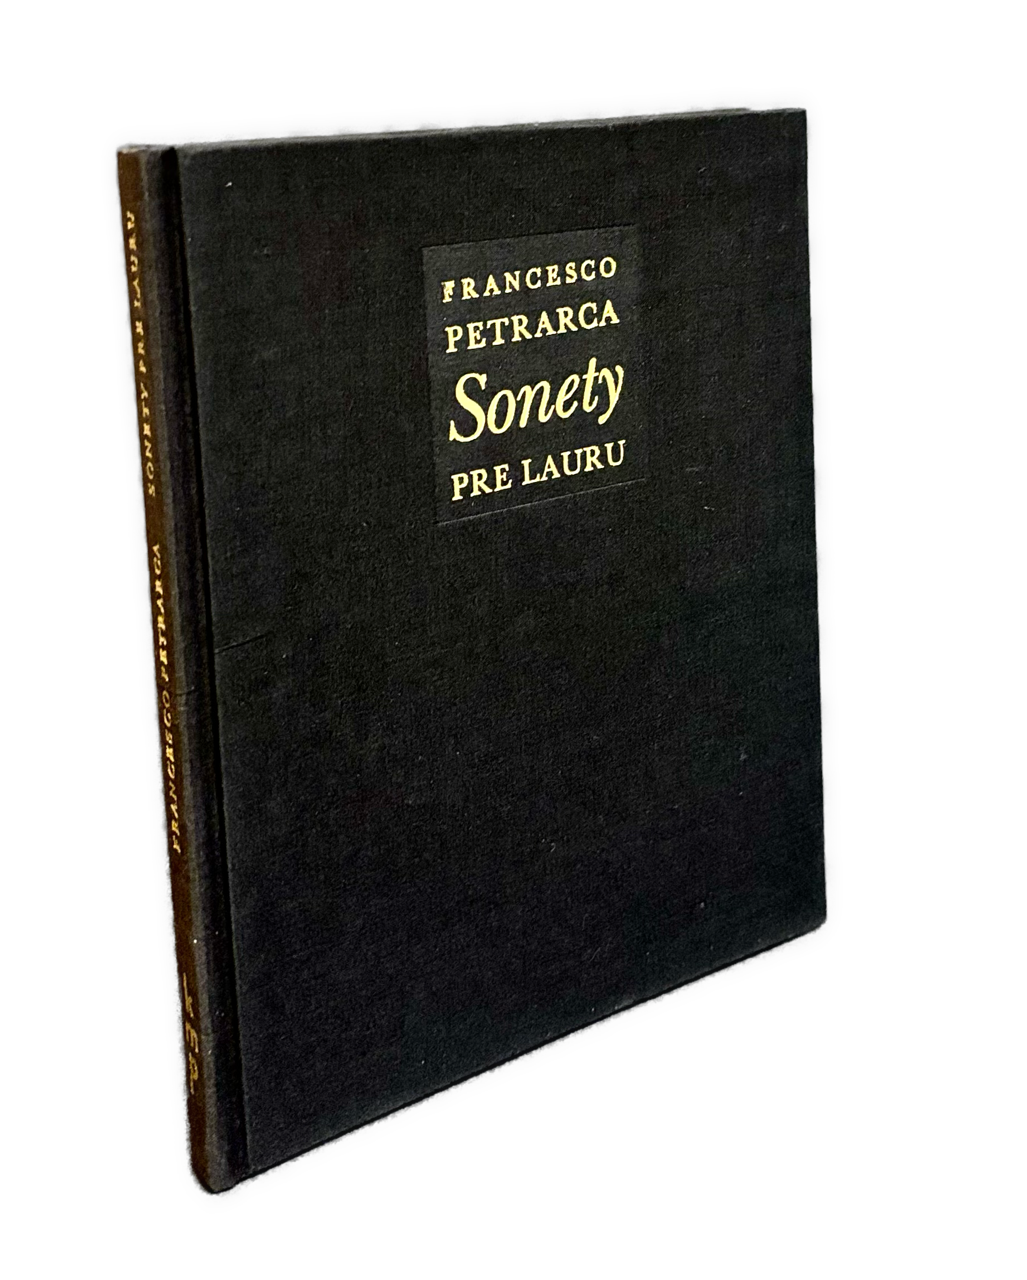 FRANCESCO
PETRARCA
Sonety
PRE LAURU
FRANCESCO PETRARCA SONETY PRE LAURU